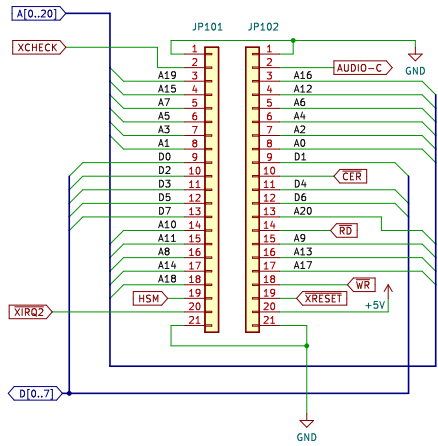 A[0..20]
JP101 JP102
1 1
XCHECK 2 2 AUDIO-C
GND
A19 3 3 A16
A15 4 4 A12
A7 5 5 A6
A5 6 6 A4
A3 7 7 A2
A1 8 8 A0
D0 9 9 D1
D2 10 10 CER
D3 11 11 D4
D5 12 12 D6
D7 13 13 A20
A10 14 14 RD
A11 15 15 A9
A8 16 16 A13
A14 17 17 A17
A18 18 18 WR
HSM 19 19 XRESET
XIRQ2 20 20 +5V
21 21
D[0..7]
GND